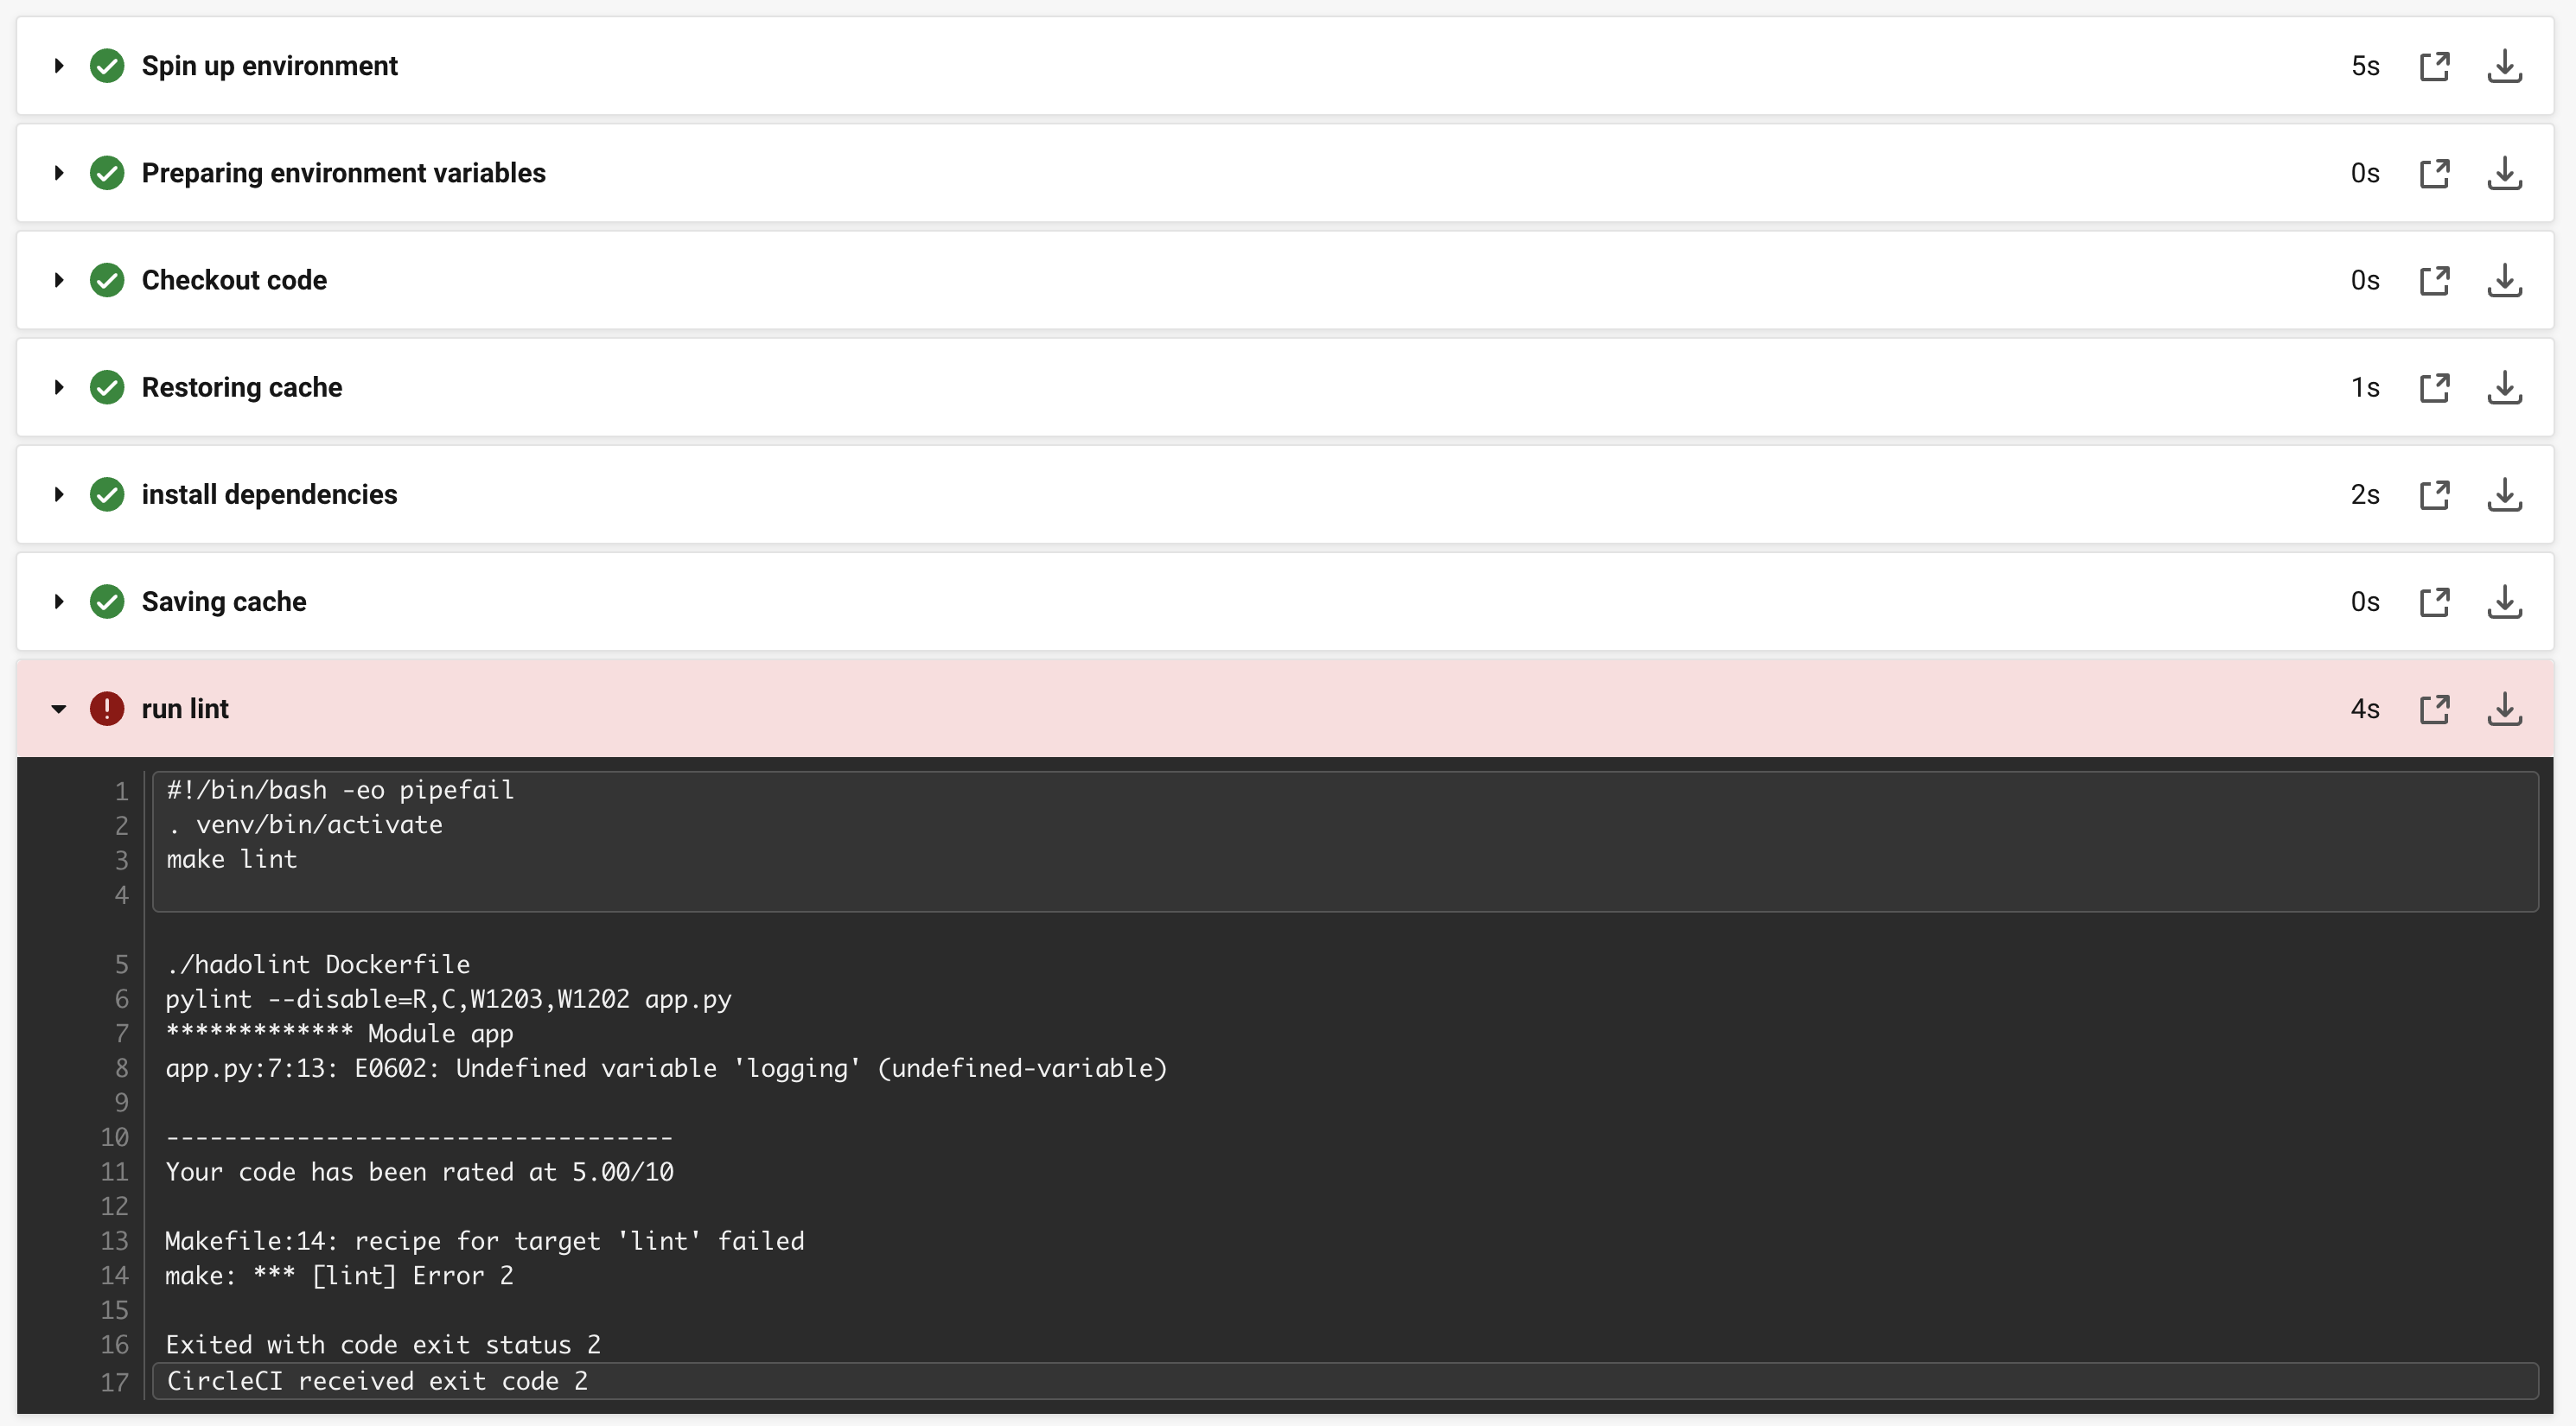 Spin up environment 5s
Preparing environment variables 0s
Checkout code 0s
Restoring cache 1s
install dependencies 2s
Saving cache 0s
run lint 4s
1 #!/bin/bash -eo pipefail
2 . venv/bin/activate
3 make lint
4
5 ./hadolint Dockerfile
6 pylint --disable=R,C,W1203,W1202 app.py
7 ************* Module app
8 app.py:7:13: E0602: Undefined variable 'logging' (undefined-variable)
9
10 -----------------------------------
11 Your code has been rated at 5.00/10
12
13 Makefile:14: recipe for target 'lint' failed
14 make: *** [lint] Error 2
15
16 Exited with code exit status 2
17 CircleCI received exit code 2